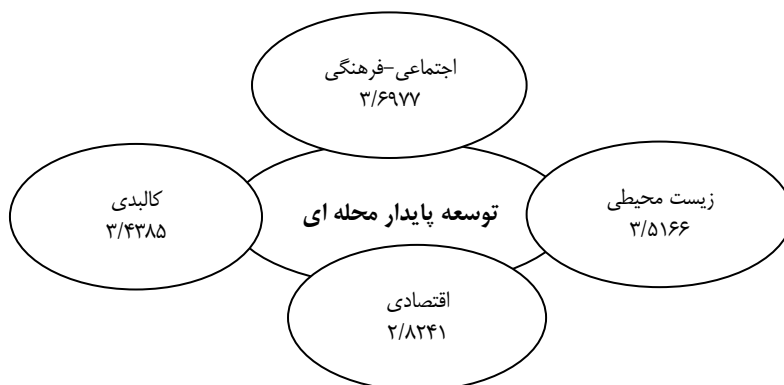 اجتماعی-فرهنگی
۳/۶۹۷۷
زیست محیطی
۳/۵۱۶۶
توسعه پایدار محله ای
کالبدی
۳/۴۳۸۵
اقتصادی
۲/۸۲۴۱